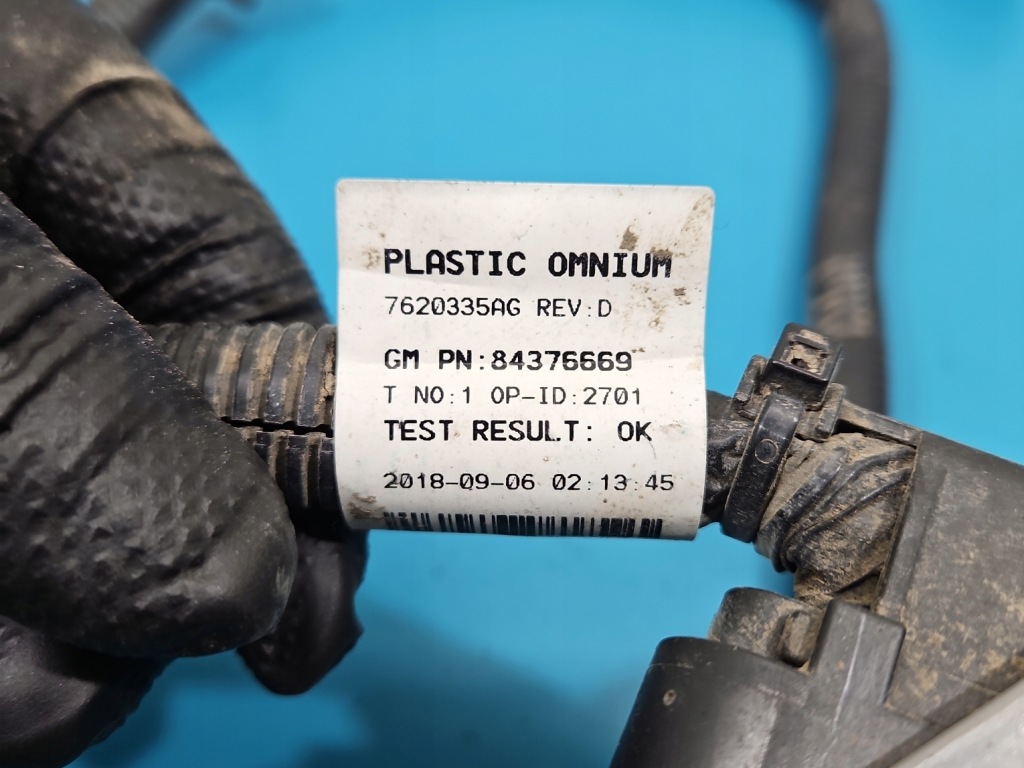 PLASTIC OMNIUM
7620335AG REV:D
GM PN:84376669
T NO:1 OP-ID:2701
TEST RESULT: OK
2018-09-06 02:13:45